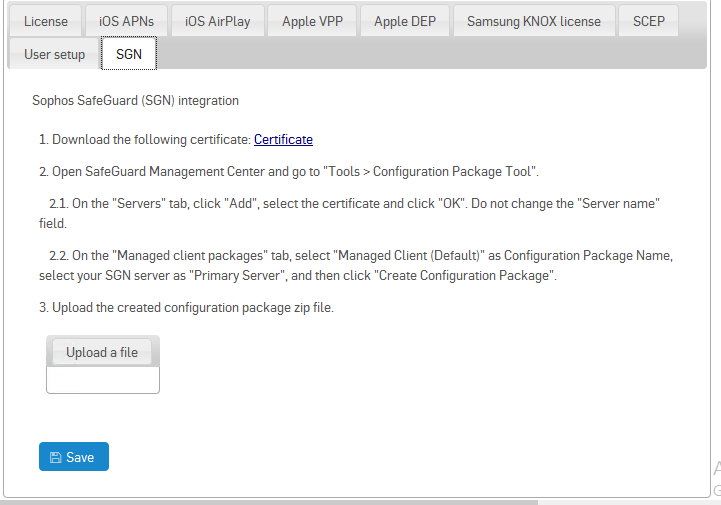 License iOS APNs iOS AirPlay Apple VPP Apple DEP Samsung KNOX license SCEP
User setup SGN
Sophos SafeGuard (SGN) integration
1. Download the following certificate: Certificate
2. Open SafeGuard Management Center and go to "Tools > Configuration Package Tool".
2.1. On the "Servers" tab, click "Add", select the certificate and click "OK". Do not change the "Server name"
field.
2.2. On the "Managed client packages" tab, select "Managed Client (Default)" as Configuration Package Name,
select your SGN server as "Primary Server", and then click "Create Configuration Package".
3. Upload the created configuration package zip file.
Upload a file
Save